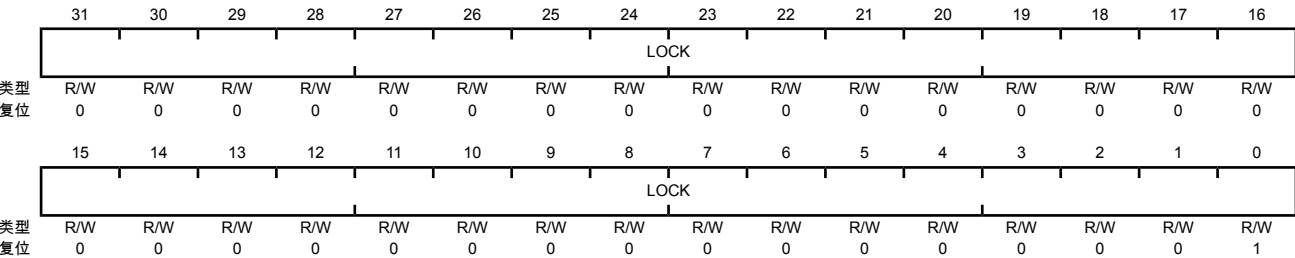 31 30 29 28 27 26 25 24 23 22 21 20 19 18 17 16
LOCK
类型 R/W R/W R/W R/W R/W R/W R/W R/W R/W R/W R/W R/W R/W R/W R/W R/W
复位 0 0 0 0 0 0 0 0 0 0 0 0 0 0 0 0
15 14 13 12 11 10 9 8 7 6 5 4 3 2 1 0
LOCK
类型 R/W R/W R/W R/W R/W R/W R/W R/W R/W R/W R/W R/W R/W R/W R/W R/W
复位 0 0 0 0 0 0 0 0 0 0 0 0 0 0 0 1